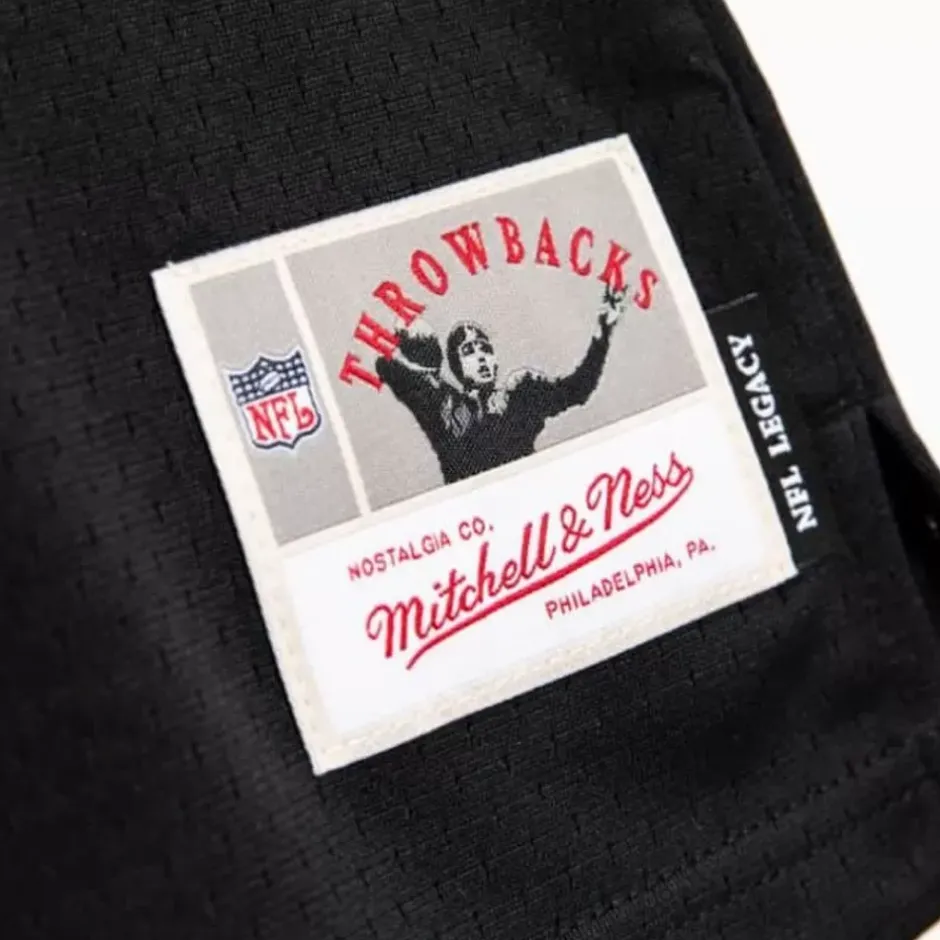 THROWBACKS
NFL
NOSTALGIA CO.
Mitchell & Ness
PHILADELPHIA, PA.
NFL LEGACY